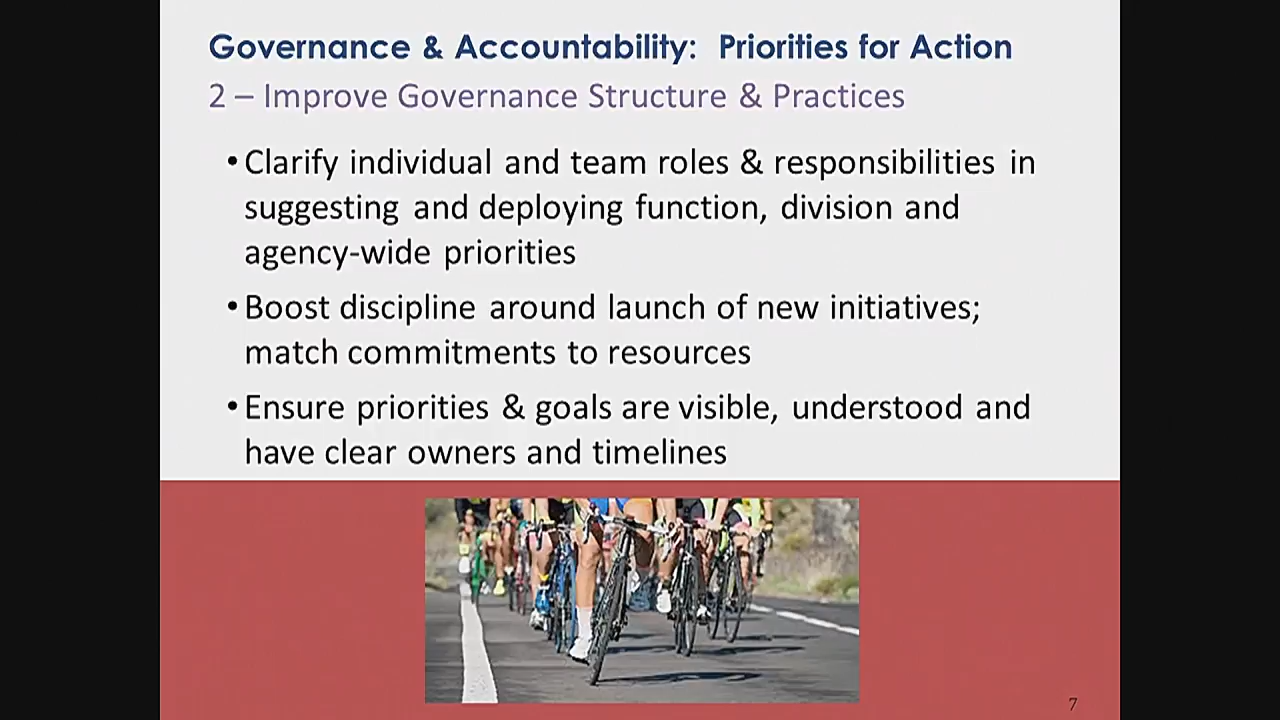 Governance & Accountability: Priorities for Action
2 – Improve Governance Structure & Practices
•Clarify individual and team roles & responsibilities in
suggesting and deploying function, division and
agency-wide priorities
•Boost discipline around launch of new initiatives;
match commitments to resources
•Ensure priorities & goals are visible, understood and
have clear owners and timelines
7